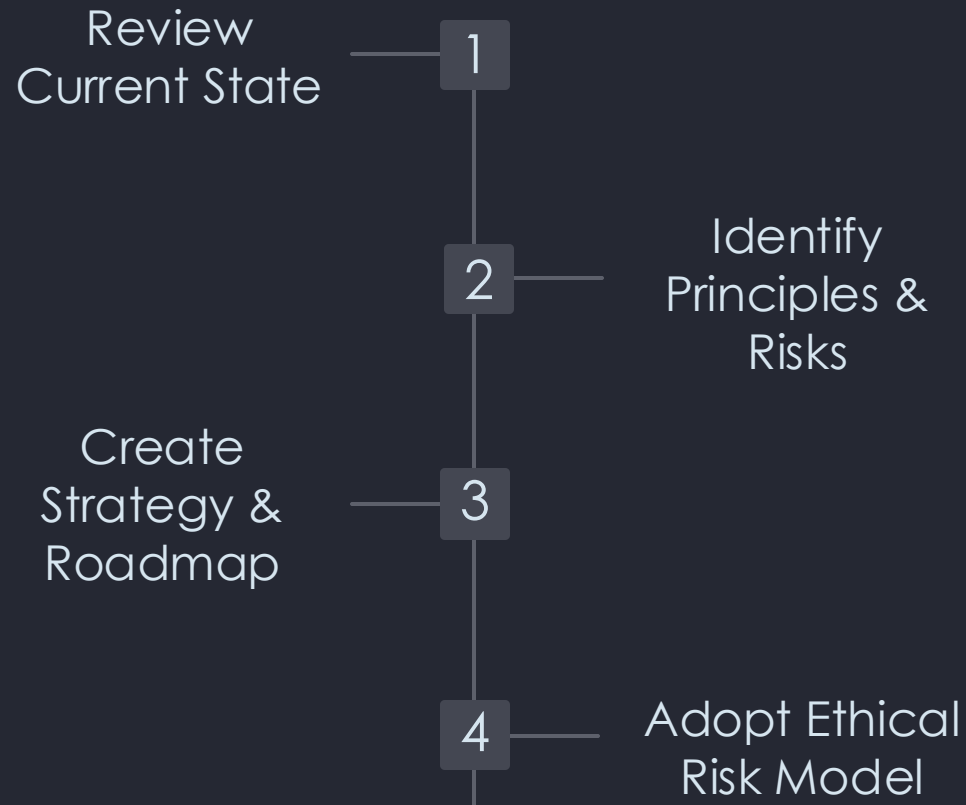 Review
Current State
1
2
Identify
Principles &
Risks
Create
Strategy &
Roadmap
3
4
Adopt Ethical
Risk Model